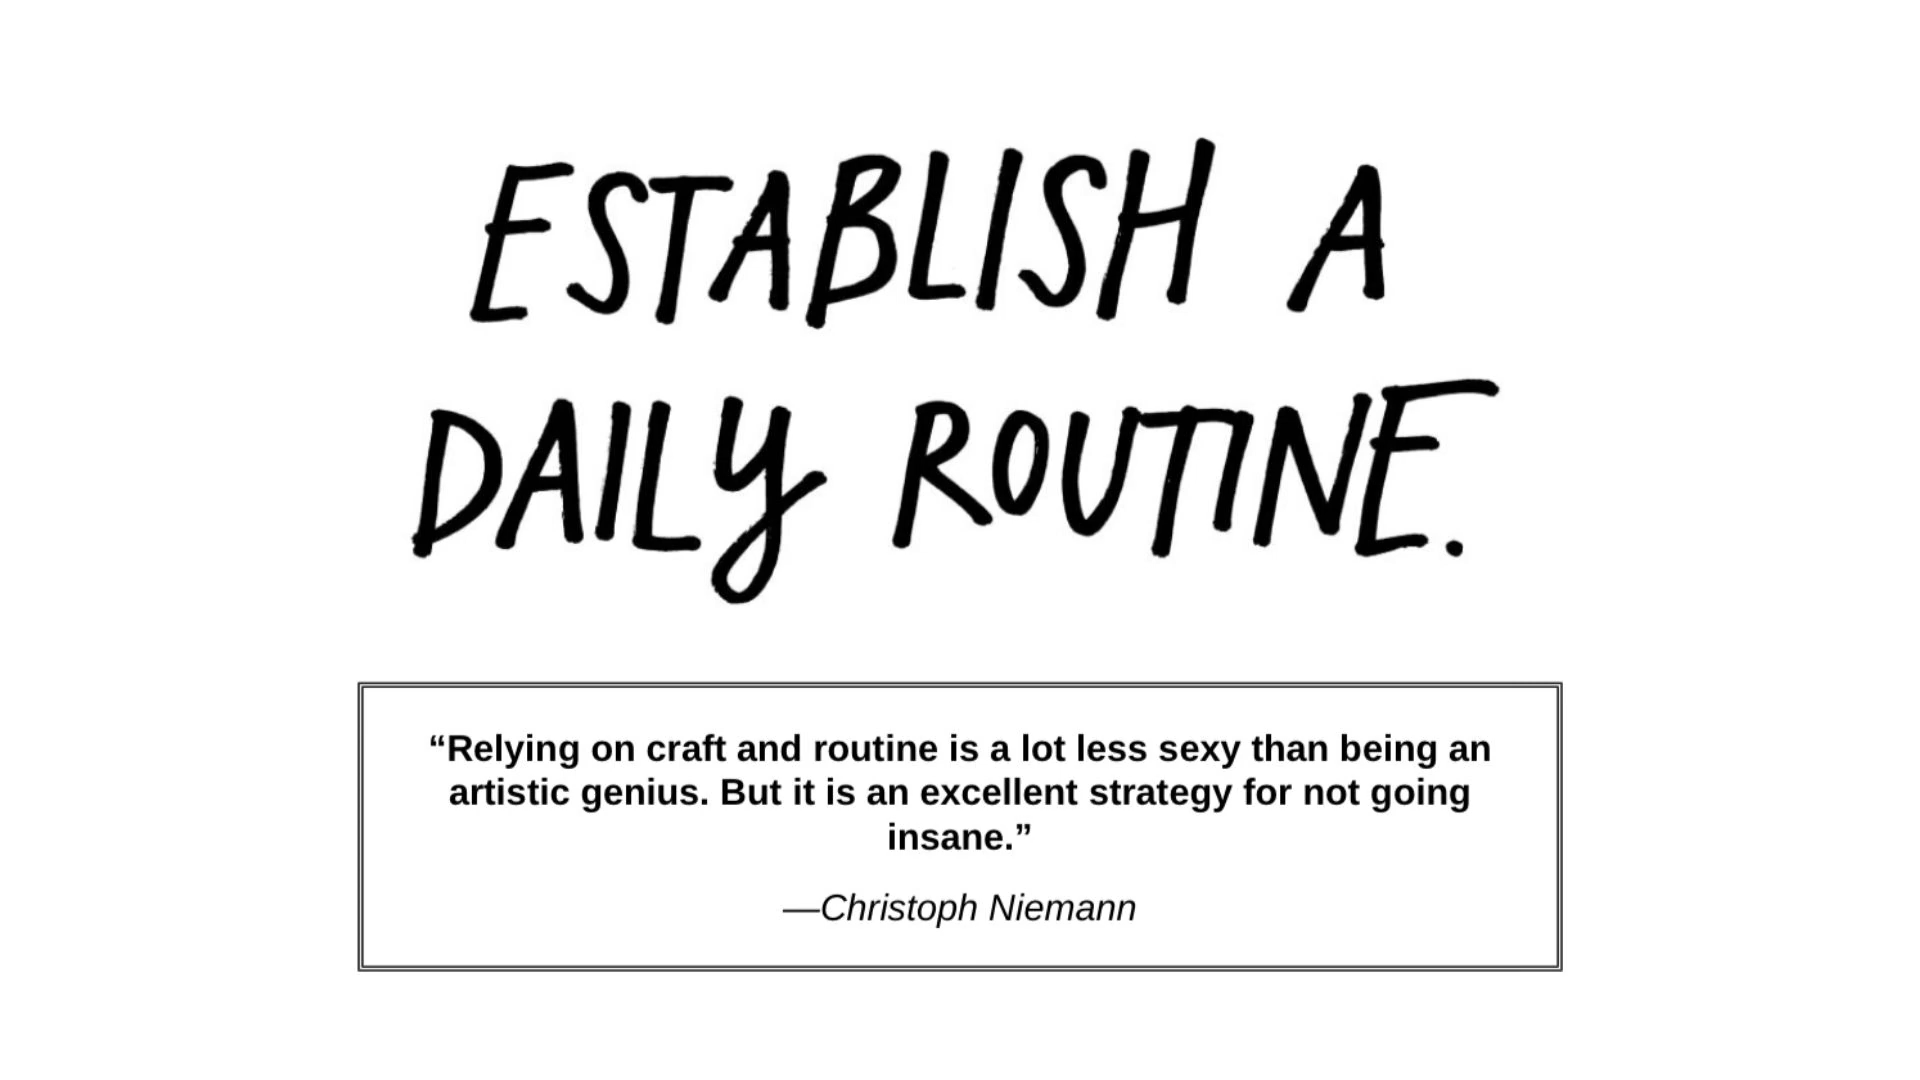 ESTABLISH A
DAILY ROUTINE.
“Relying on craft and routine is a lot less sexy than being an
artistic genius. But it is an excellent strategy for not going
insane.”
—Christoph Niemann